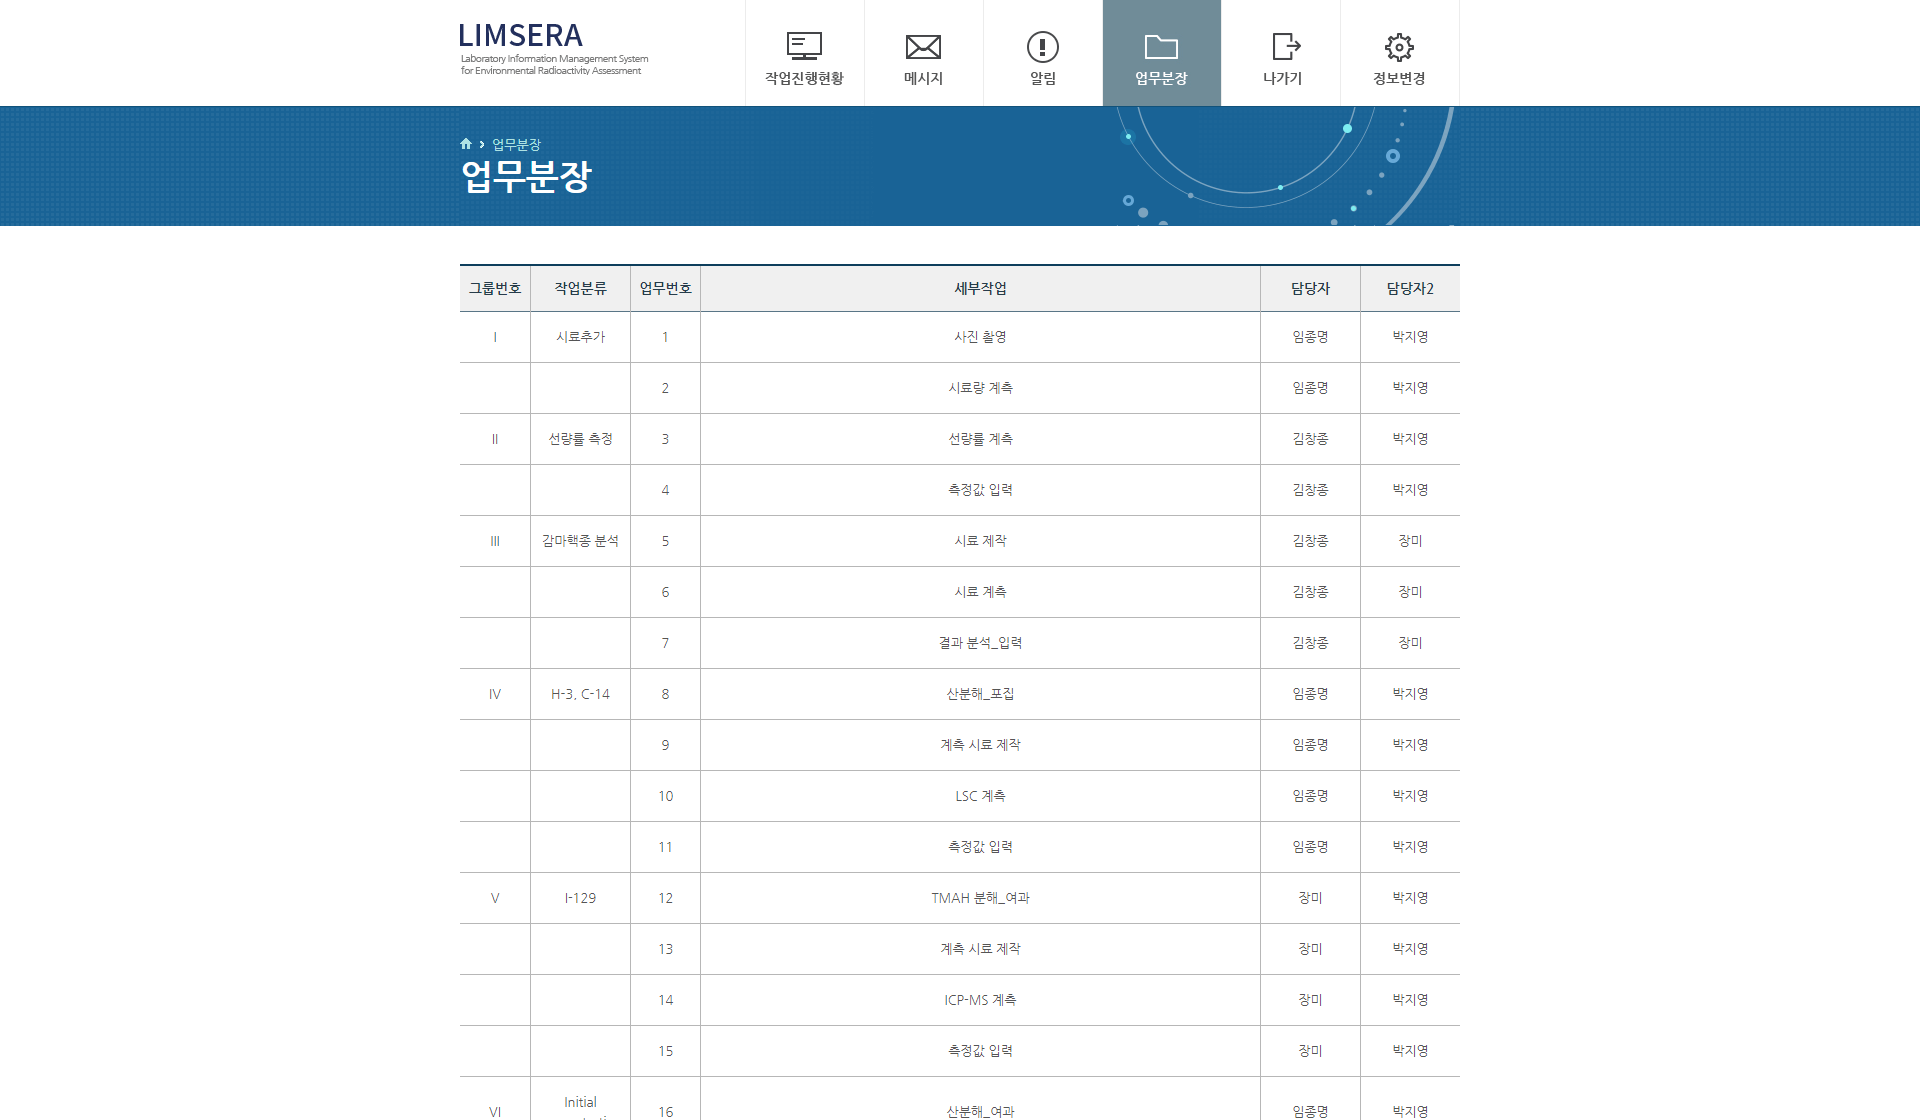 LIMSERA
Laboratory Information Management System
for Environmental Radioactivity Assessment
작업진행현황 메시지 알림 업무분장 나가기 정보변경
업무분장
업무분장
그룹번호 작업분류 업무번호 세부작업 담당자 담당자2
I 시료추가 1 사진 촬영 임종명 박지영
2 시료량 계측 임종명 박지영
II 선량률 측정 3 선량률 계측 김창종 박지영
4 측정값 입력 김창종 박지영
III 감마핵종 분석 5 시료 제작 김창종 장미
6 시료 계측 김창종 장미
7 결과 분석_입력 김창종 장미
IV H-3, C-14 8 산분해_포집 임종명 박지영
9 계측 시료 제작 임종명 박지영
10 LSC 계측 임종명 박지영
11 측정값 입력 임종명 박지영
V I-129 12 TMAH 분해_여과 장미 박지영
13 계측 시료 제작 장미 박지영
14 ICP-MS 계측 장미 박지영
15 측정값 입력 장미 박지영
VI Initial 16 산분해_여과 임종명 박지영